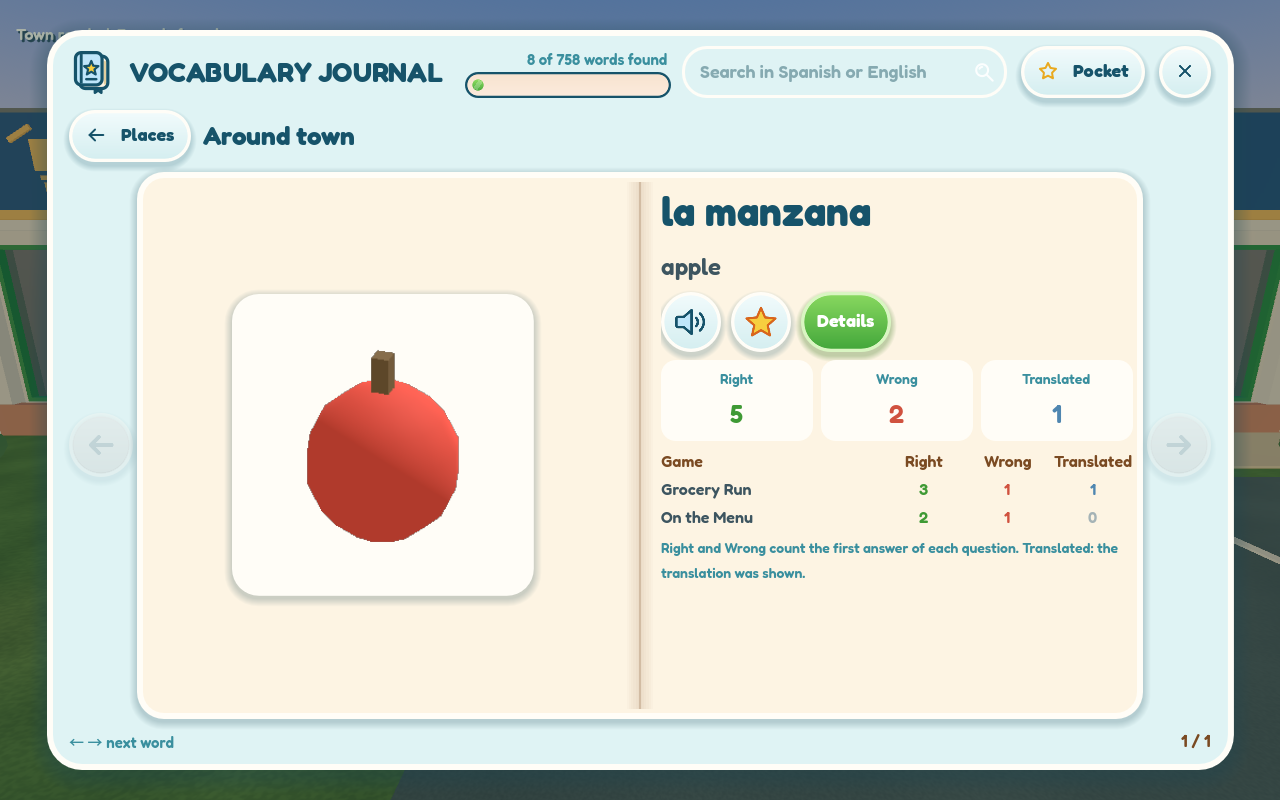 Town
VOCABULARY JOURNAL
8 of 758 words found
Search in Spanish or English
Pocket
Places
Around town
la manzana
apple
Details
Right
5
Wrong
2
Translated
1
Game Right Wrong Translated
Grocery Run 3 1 1
On the Menu 2 1 0
Right and Wrong count the first answer of each question. Translated: the
translation was shown.
← → next word
1 / 1